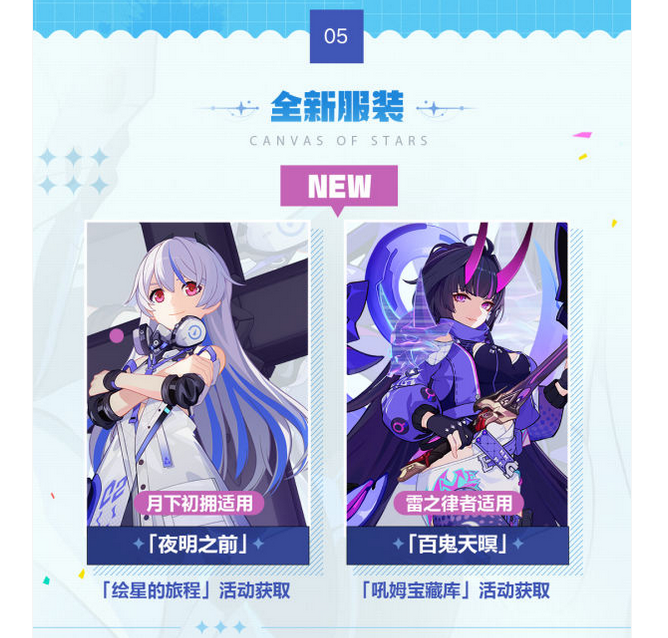 05
全新服装
CANVAS OF STARS
NEW
月下初拥适用
「夜明之前」
「绘星的旅程」活动获取
雷之律者适用
「百鬼天暝」
「吼姆宝藏库」活动获取